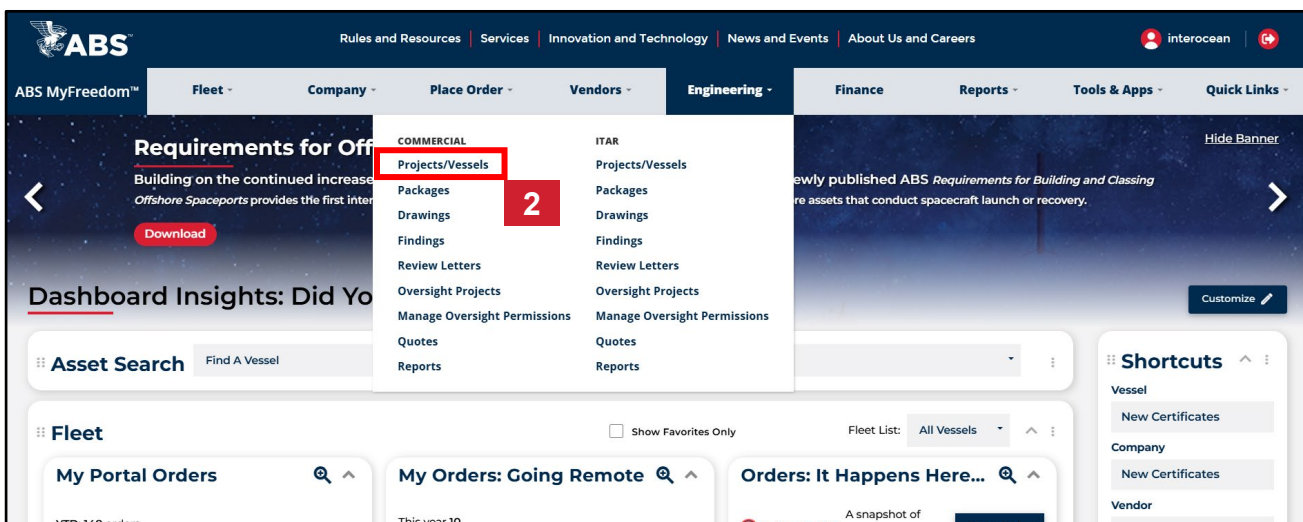 ABS
Rules and Resources | Services | Innovation and Technology | News and Events | About Us and Careers
interocean
ABS MyFreedom™ Fleet Company Place Order Vendors Engineering Finance Reports Tools & Apps Quick Links
Hide Banner
Requirements for Off
Building on the continued increase
ewly published ABS Requirements for Building and Classing
Offshore Spaceports provides the first inter
re assets that conduct spacecraft launch or recovery.
Download
COMMERCIAL
Projects/Vessels
Packages
Drawings
Findings
Review Letters
Oversight Projects
Manage Oversight Permissions
Quotes
Reports
ITAR
Projects/Vessels
Packages
Drawings
Findings
Review Letters
Oversight Projects
Manage Oversight Permissions
Quotes
Reports
2
Dashboard Insights: Did Yo
Customize
Asset Search Find A Vessel
Fleet
Show Favorites Only
Fleet List: All Vessels
My Portal Orders
My Orders: Going Remote
This year 10
Orders: It Happens Here...
A snapshot of
Shortcuts
Vessel
New Certificates
Company
New Certificates
Vendor